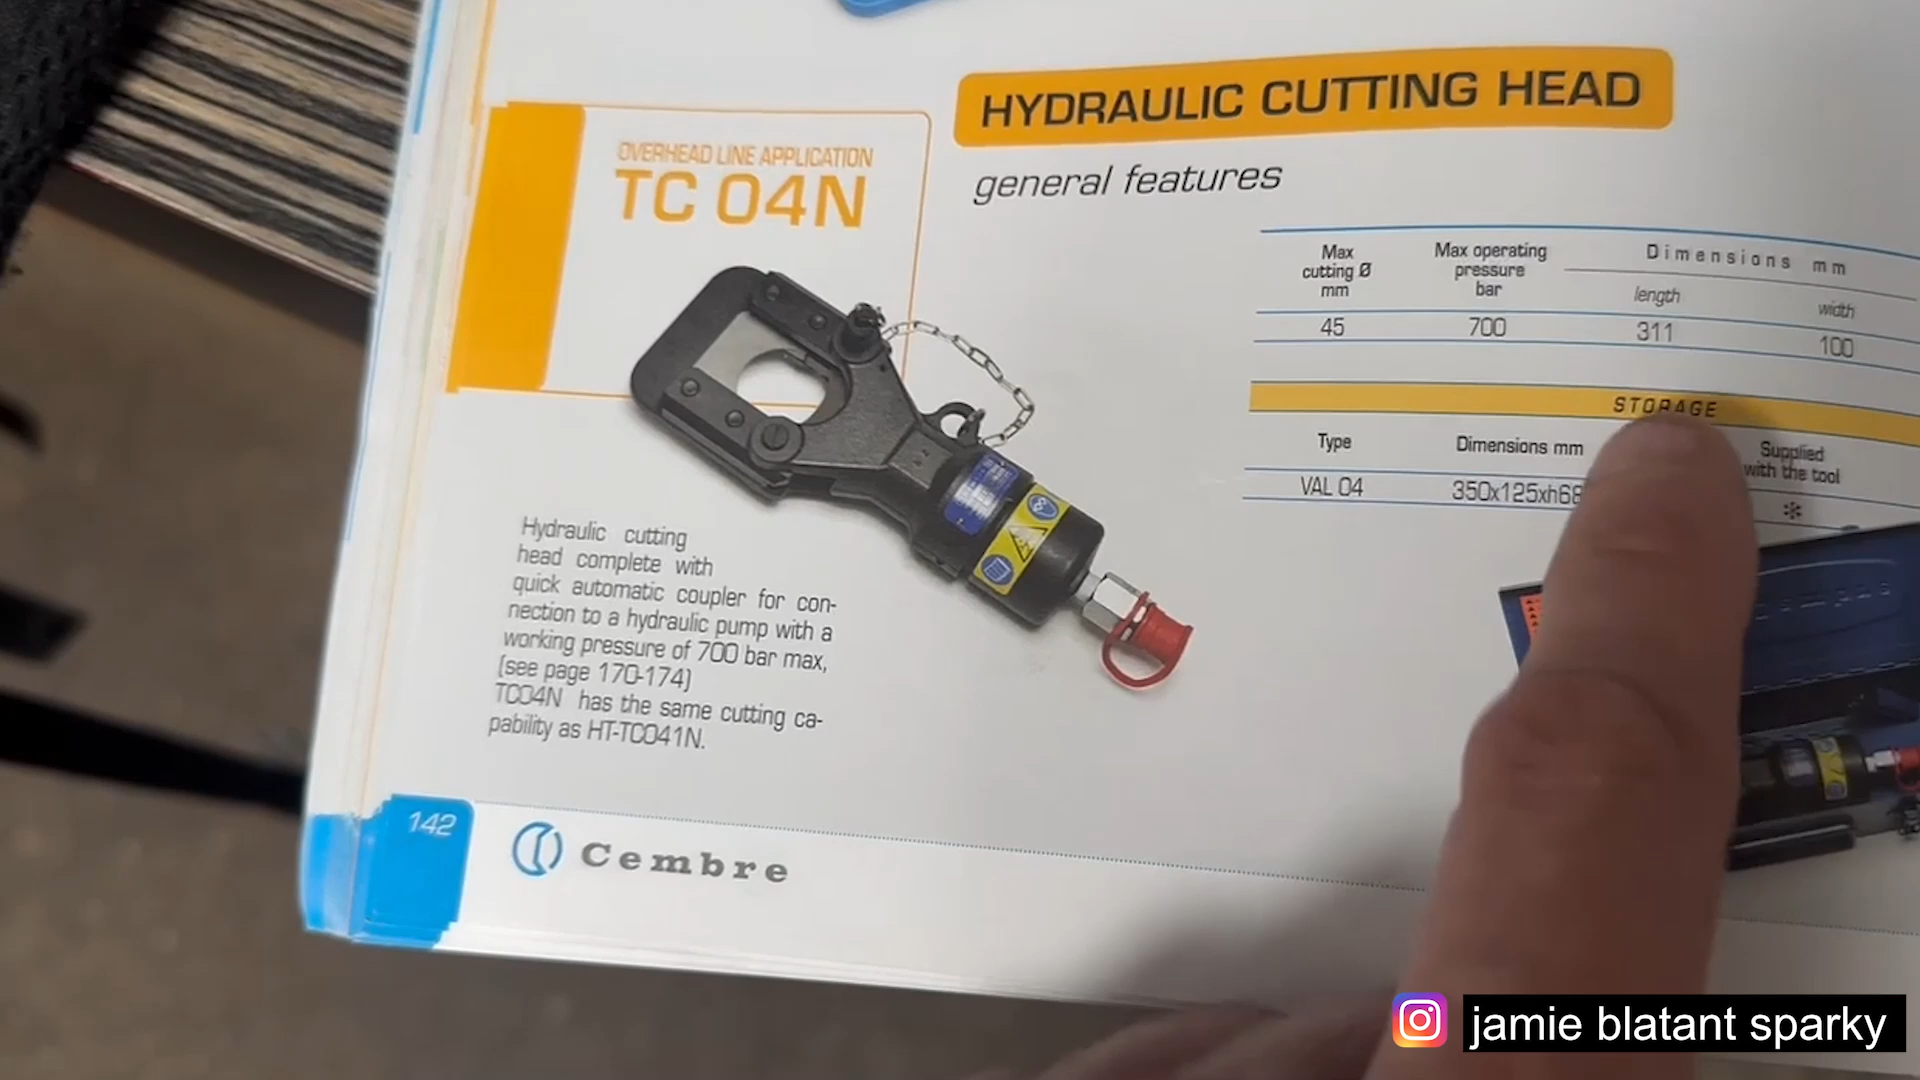 HYDRAULIC CUTTING HEAD
OVERHEAD LINE APPLICATION
TC 04N
general features
Max cutting Ø mm
Max operating pressure bar
Dimensions mm
length
width
45
700
311
100
STORAGE
Type
Dimensions mm
Supplied with the tool
VAL 04
350x125xh68
*
Hydraulic cutting
head complete with
quick automatic coupler for con-
nection to a hydraulic pump with a
working pressure of 700 bar max,
(see page 170-174)
TC04N has the same cutting ca-
pability as HT-TC041N.
142
Cembre
jamie blatant sparky